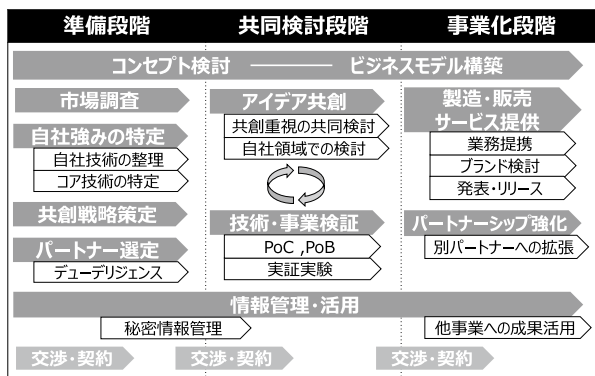 準備段階
共同検討段階
事業化段階
コンセプト検討 ――― ビジネスモデル構築
市場調査
自社強みの特定
自社技術の整理
コア技術の特定
共創戦略策定
パートナー選定
デューデリジェンス
アイデア共創
共創重視の共同検討
自社領域での検討
技術・事業検証
PoC ,PoB
実証実験
製造・販売
サービス提供
業務提携
ブランド検討
発表・リリース
パートナーシップ強化
別パートナーへの拡張
情報管理・活用
秘密情報管理
他事業への成果活用
交渉・契約
交渉・契約
交渉・契約